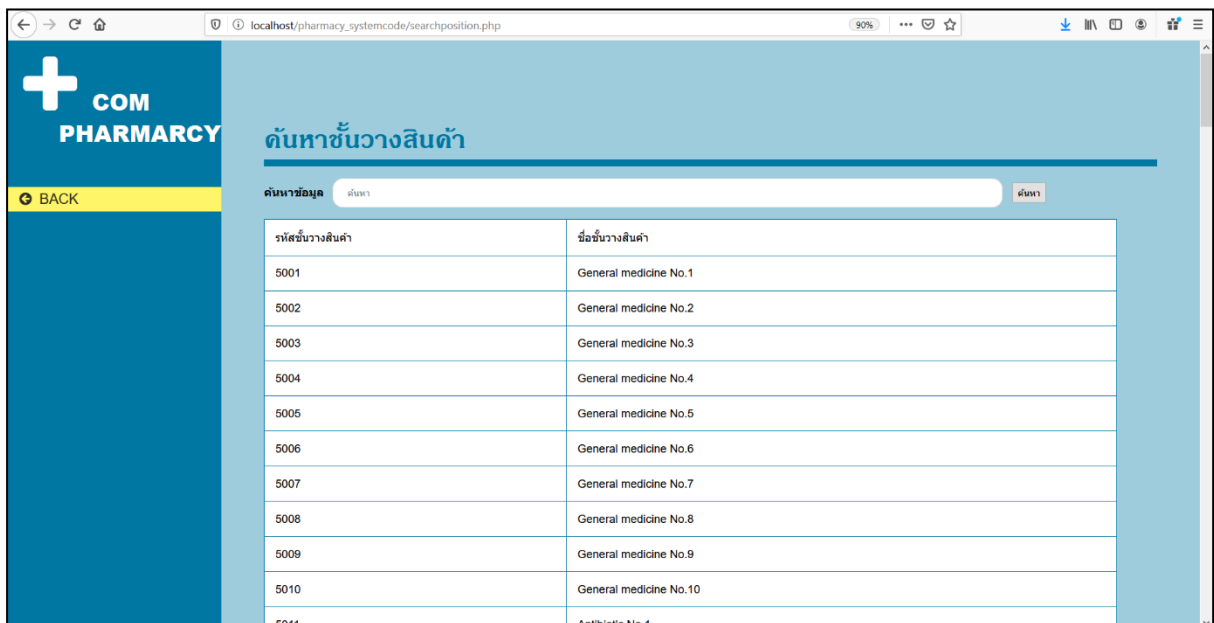 localhost/pharmacy_systemcode/searchposition.php
90%
COM
PHARMARCY
BACK
ค้นหาชั้นวางสินค้า
ค้นหาข้อมูล ค้นหา ค้นหา
รหัสชั้นวางสินค้า ชื่อชั้นวางสินค้า
5001 General medicine No.1
5002 General medicine No.2
5003 General medicine No.3
5004 General medicine No.4
5005 General medicine No.5
5006 General medicine No.6
5007 General medicine No.7
5008 General medicine No.8
5009 General medicine No.9
5010 General medicine No.10
5011 Antibiotic No.1